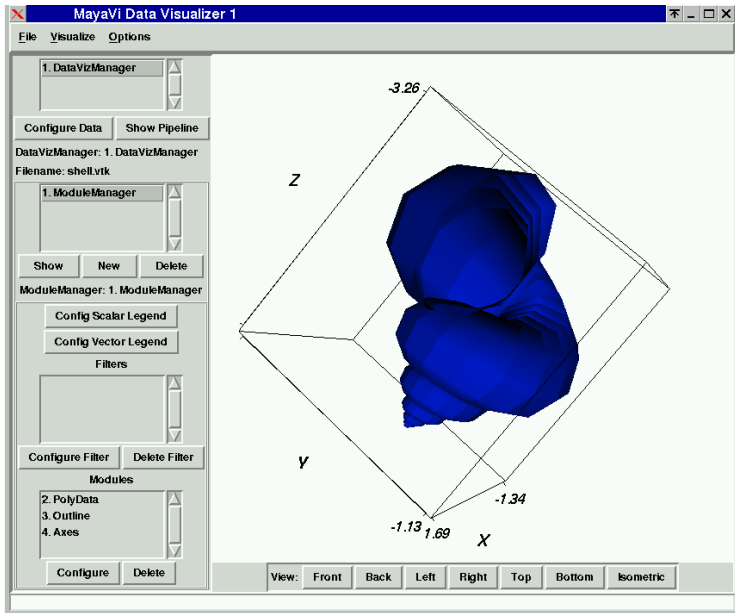 MayaVi Data Visualizer 1
File Visualize Options
1. DataVizManager
Configure Data Show Pipeline
DataVizManager: 1. DataVizManager
Filename: shell.vtk
1. ModuleManager
Show New Delete
ModuleManager: 1. ModuleManager
Config Scalar Legend
Config Vector Legend
Filters
Configure Filter Delete Filter
Modules
2. PolyData
3. Outline
4. Axes
Configure Delete
-3.26
Z
Y
-1.34
-1.13 1.69
X
View: Front Back Left Right Top Bottom Isometric